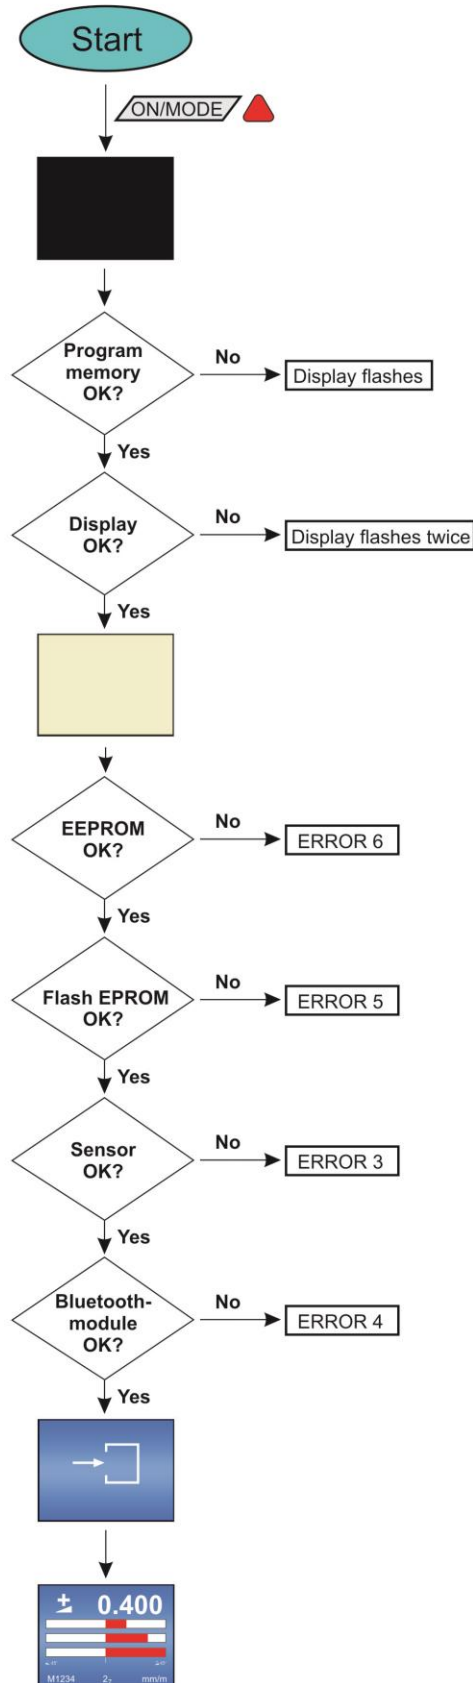 Start
ON/MODE
Program
memory
OK?
No
Display flashes
Yes
Display
OK?
No
Display flashes twice
Yes
EEPROM
OK?
No
ERROR 6
Yes
Flash EPROM
OK?
No
ERROR 5
Yes
Sensor
OK?
No
ERROR 3
Yes
Bluetooth-
module
OK?
No
ERROR 4
Yes
± 0.400
M1234 mm/m